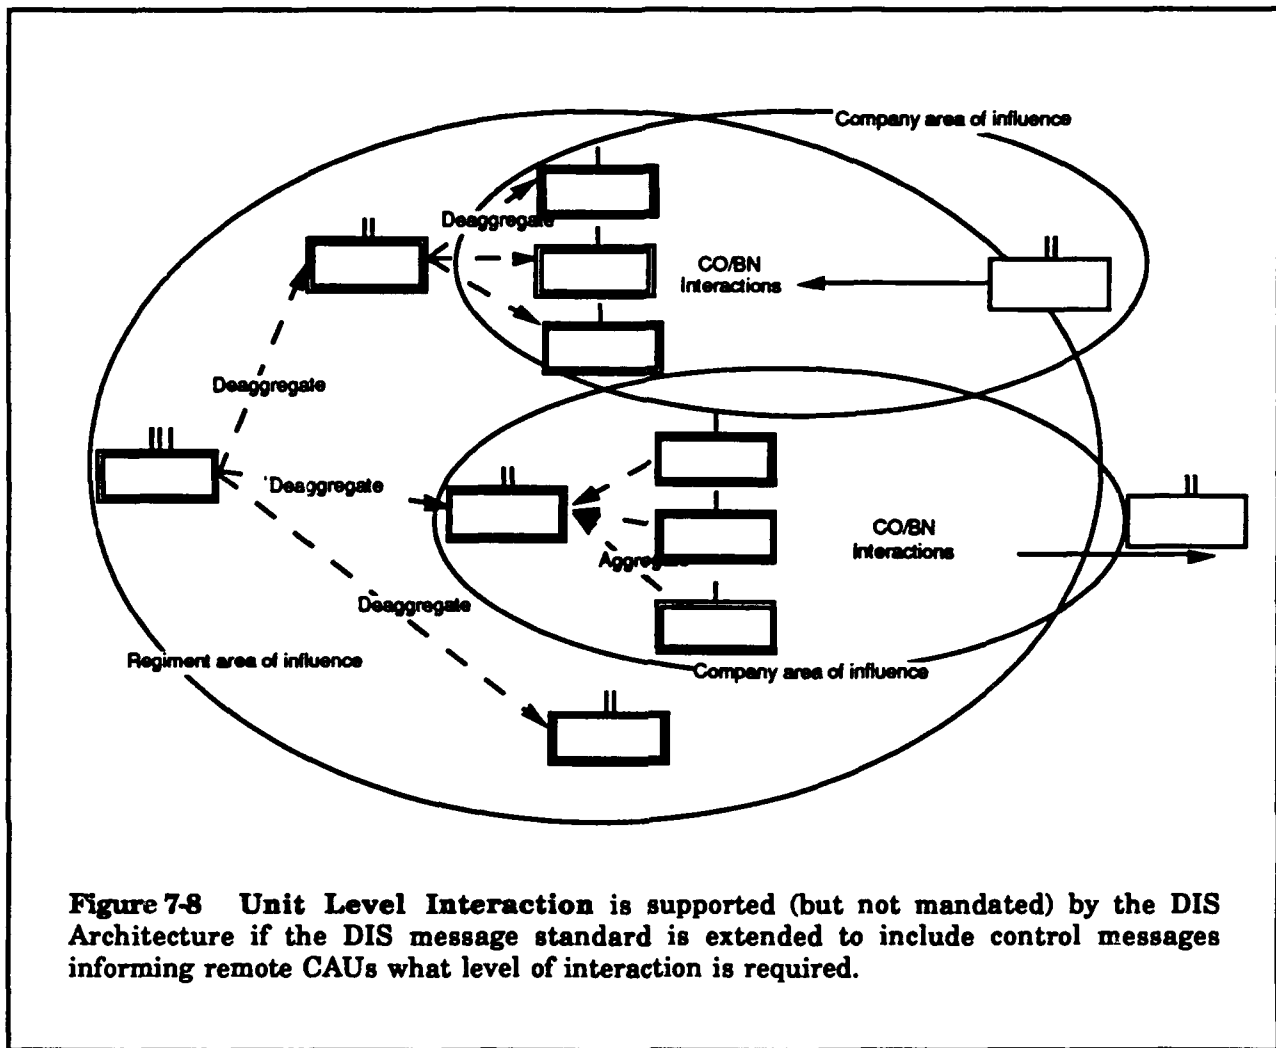 Company area of influence
Deaggregate
CO/BN
Interactions
Deaggregate
Deaggregate
CO/BN
Interactions
Aggregate
Deaggregate
Regiment area of influence
Company area of influence
Figure 7-8 Unit Level Interaction is supported (but not mandated) by the DIS
Architecture if the DIS message standard is extended to include control messages
informing remote CAUs what level of interaction is required.